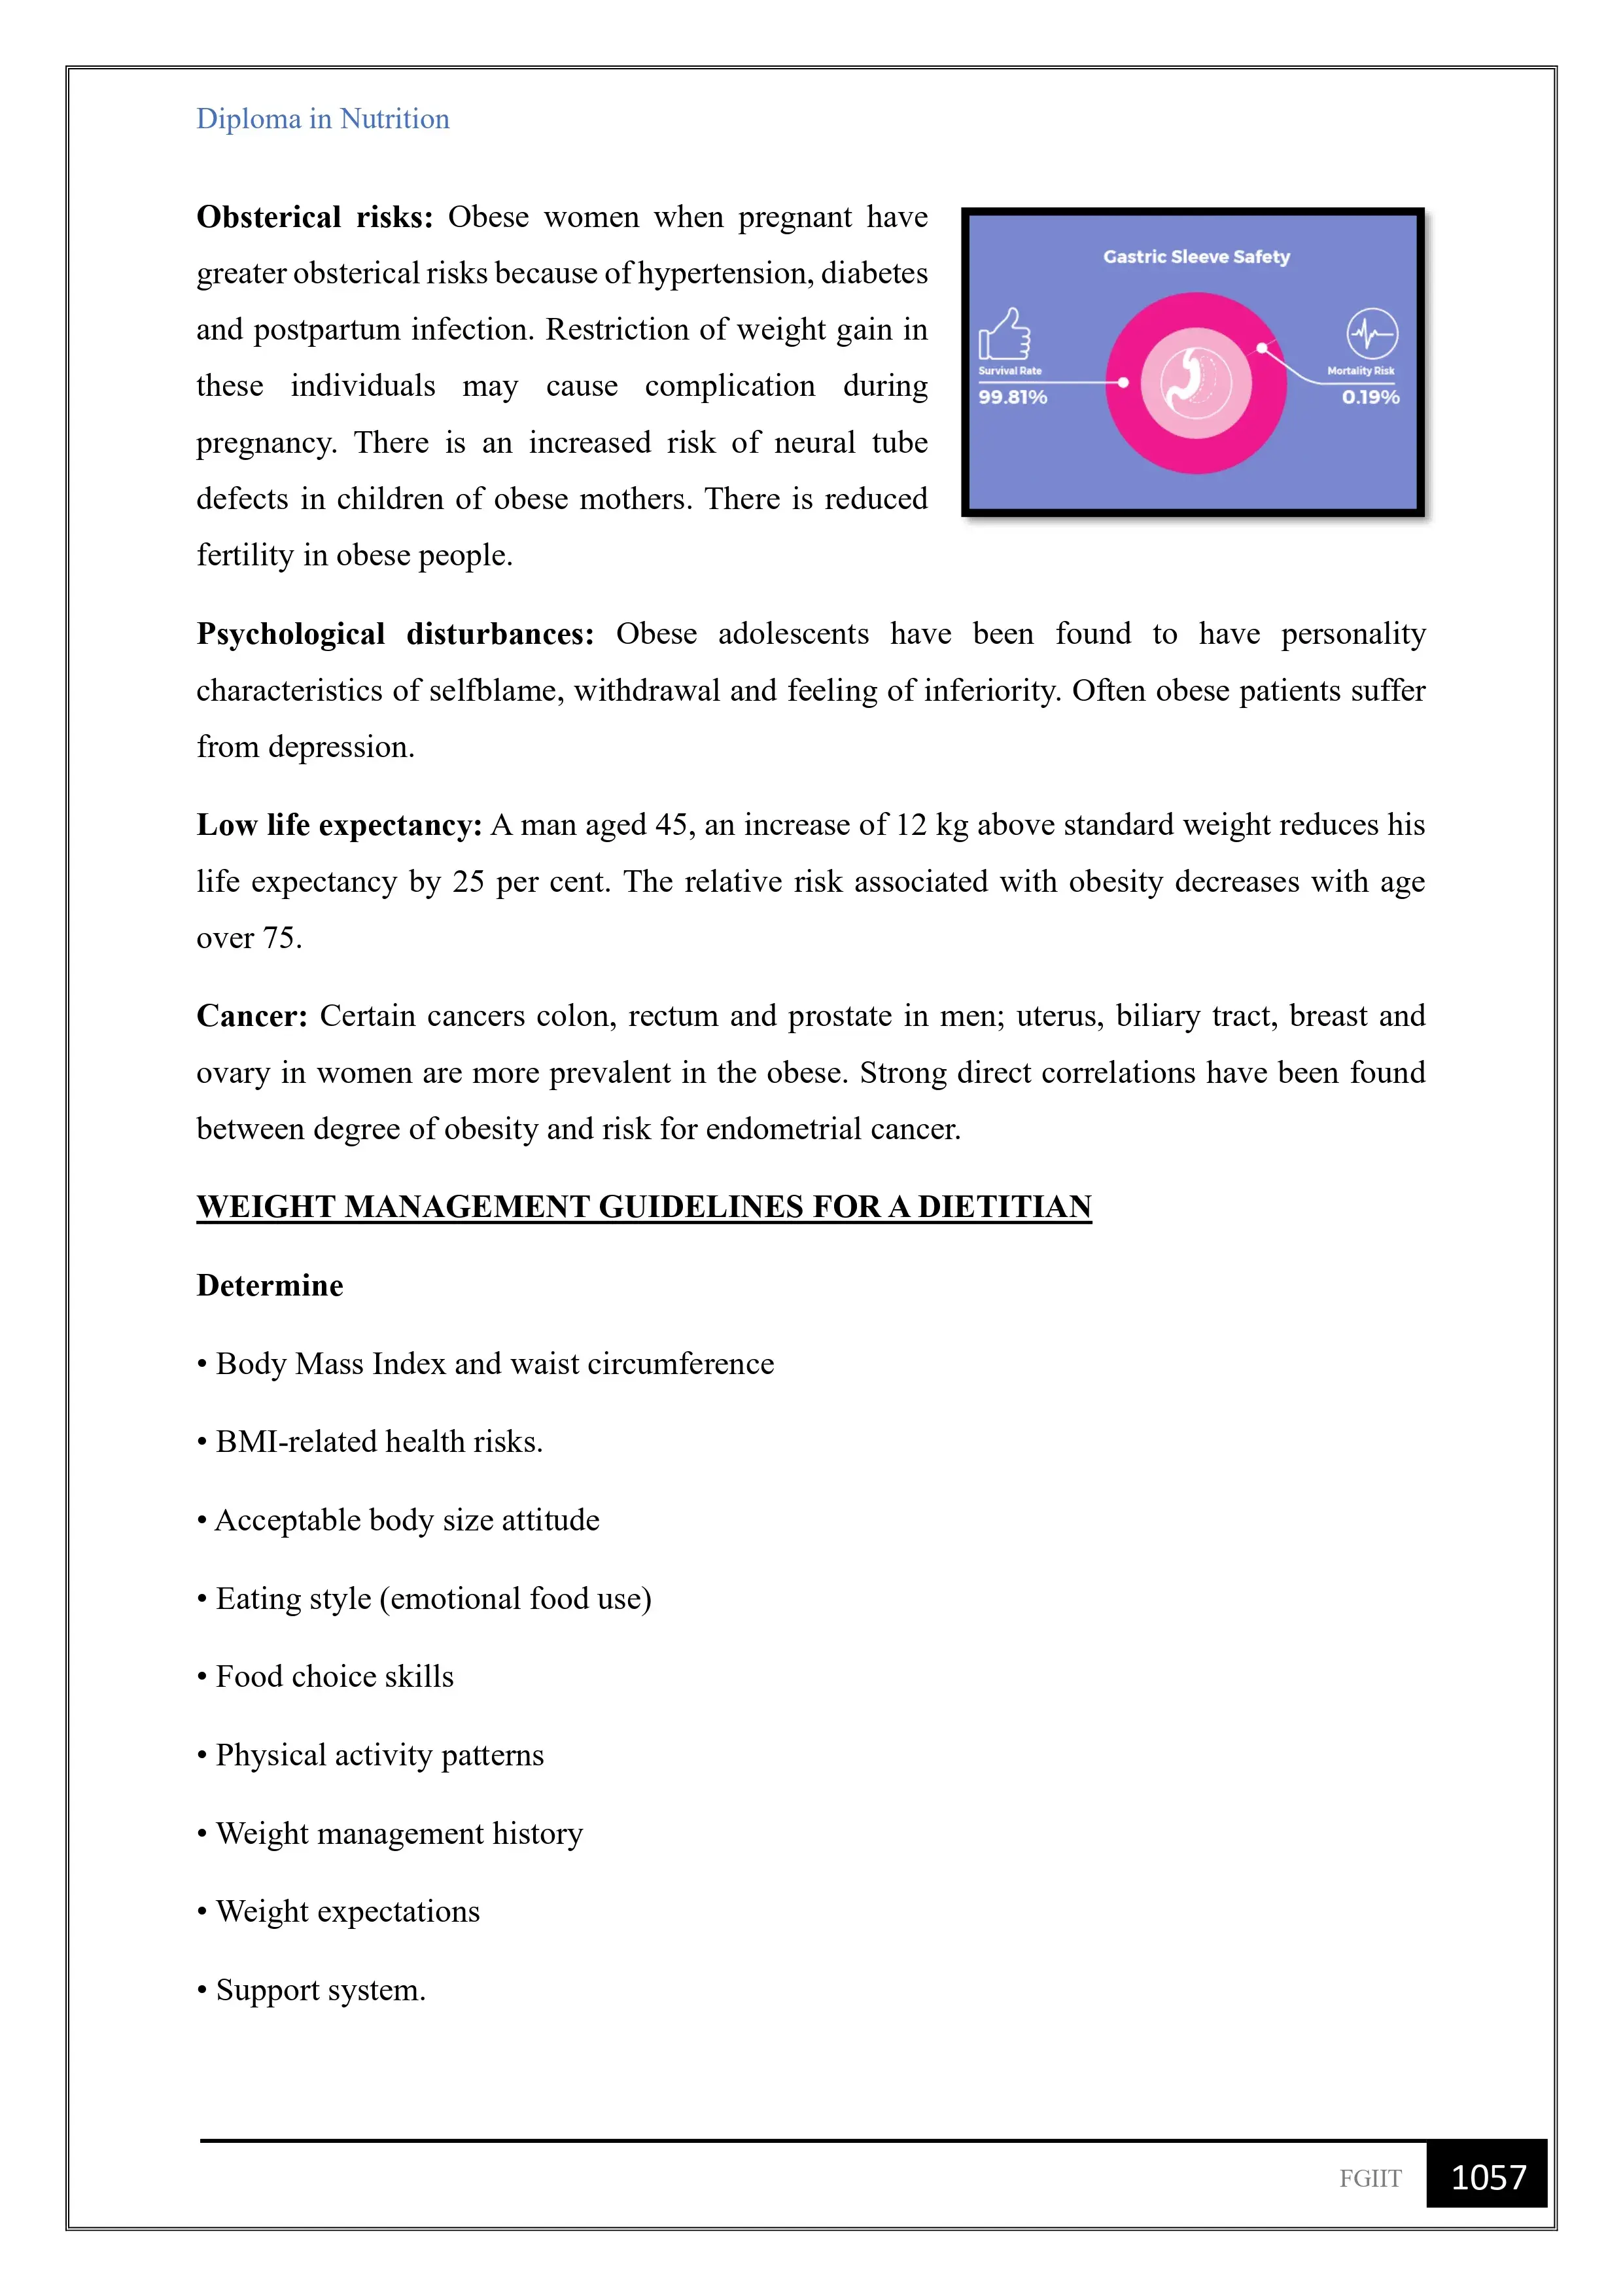 Diploma in Nutrition
Obsterical risks: Obese women when pregnant have
greater obsterical risks because of hypertension, diabetes
and postpartum infection. Restriction of weight gain in
these individuals may cause complication during
pregnancy. There is an increased risk of neural tube
defects in children of obese mothers. There is reduced
fertility in obese people.
Gastric Sleeve Safety
Survival Rate
99.81%
Mortality Risk
0.19%
Psychological disturbances: Obese adolescents have been found to have personality
characteristics of selfblame, withdrawal and feeling of inferiority. Often obese patients suffer
from depression.
Low life expectancy: A man aged 45, an increase of 12 kg above standard weight reduces his
life expectancy by 25 per cent. The relative risk associated with obesity decreases with age
over 75.
Cancer: Certain cancers colon, rectum and prostate in men; uterus, biliary tract, breast and
ovary in women are more prevalent in the obese. Strong direct correlations have been found
between degree of obesity and risk for endometrial cancer.
WEIGHT MANAGEMENT GUIDELINES FOR A DIETITIAN
Determine
• Body Mass Index and waist circumference
• BMI-related health risks.
• Acceptable body size attitude
• Eating style (emotional food use)
• Food choice skills
• Physical activity patterns
• Weight management history
• Weight expectations
• Support system.
FGIIT 1057